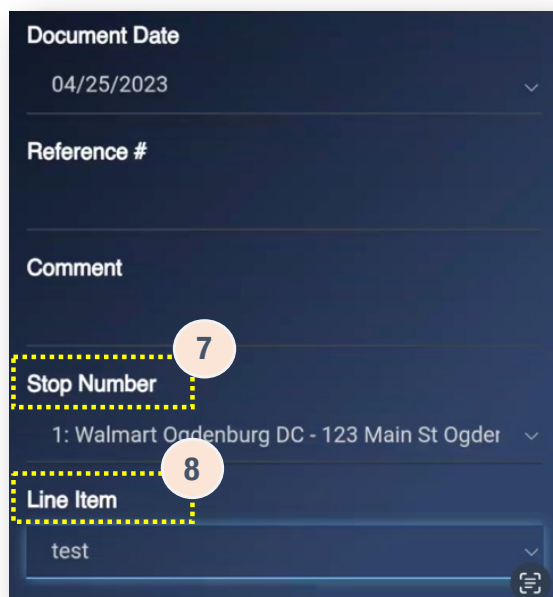 Document Date
04/25/2023
Reference #
Comment
7
Stop Number
1: Walmart Ogdenburg DC - 123 Main St Ogder
8
Line Item
test